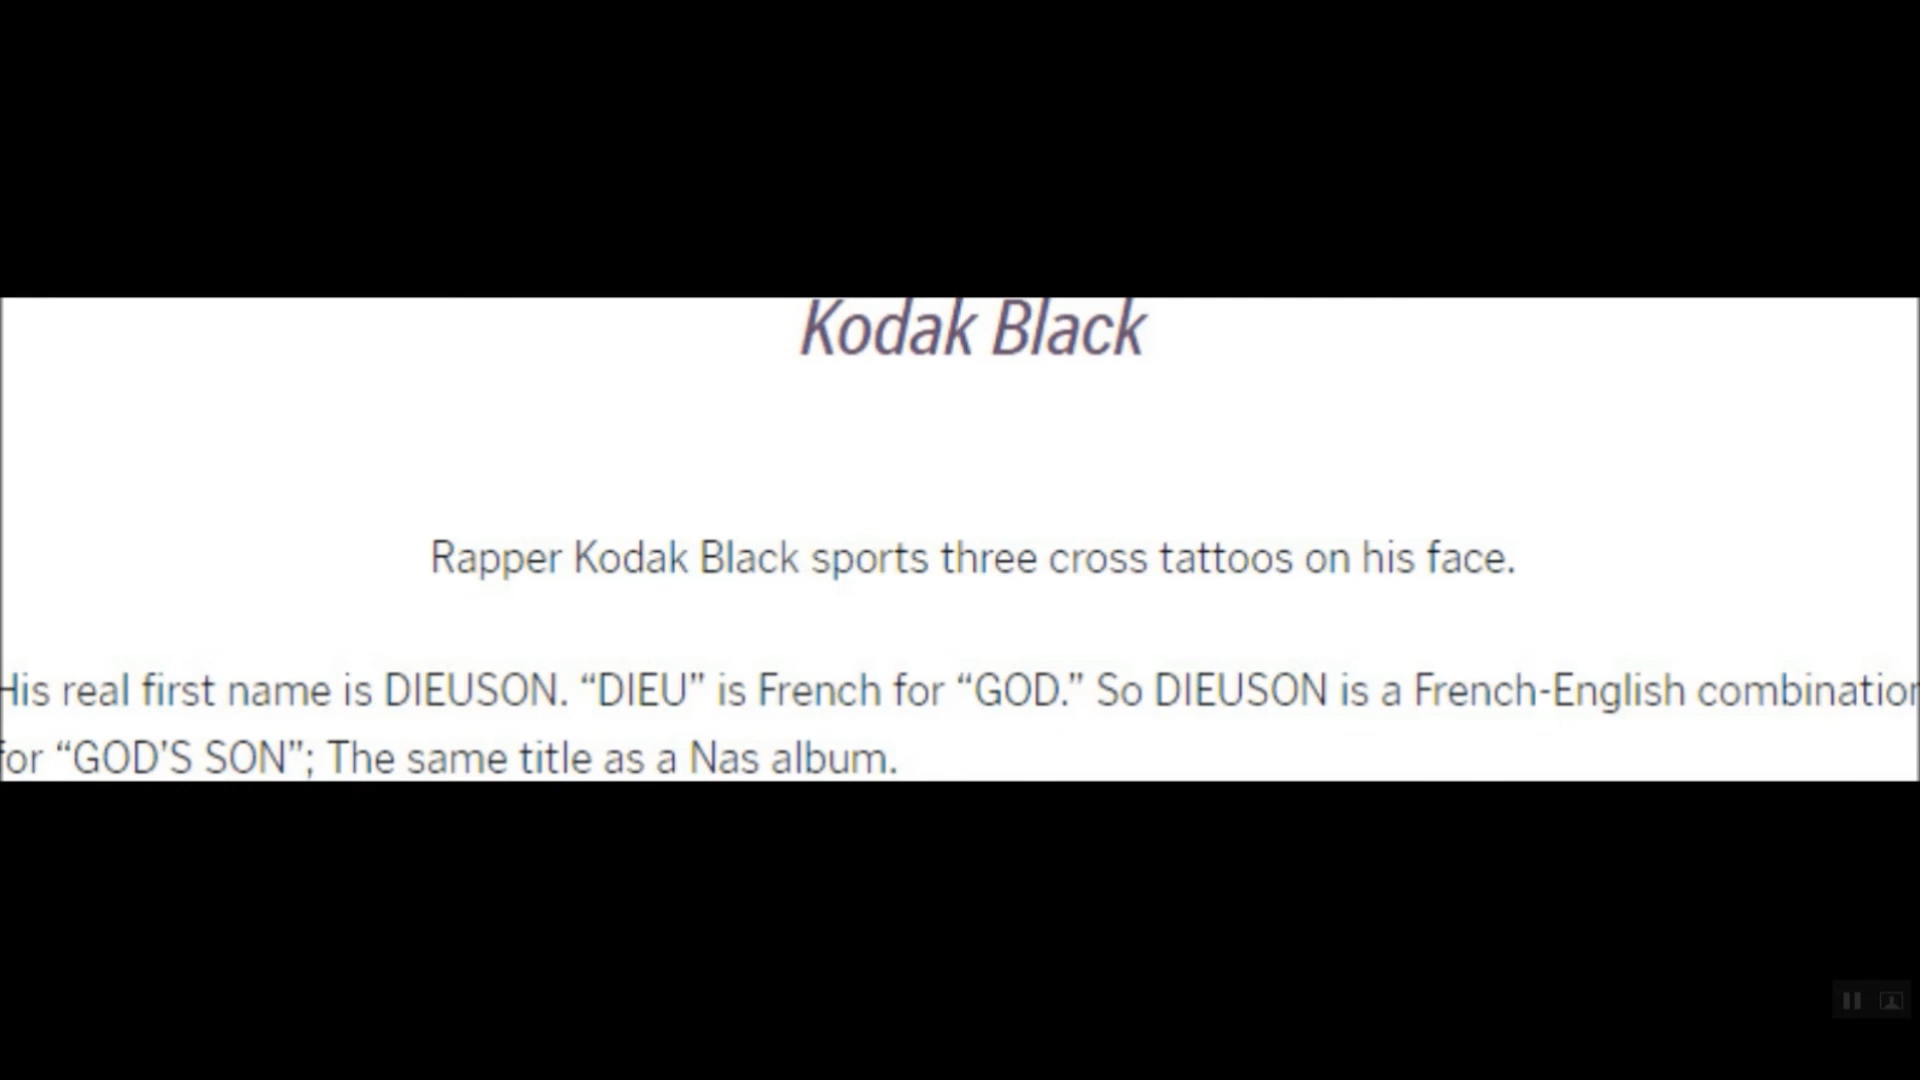 Kodak Black
Rapper Kodak Black sports three cross tattoos on his face.
His real first name is DIEUSON. “DIEU” is French for “GOD.” So DIEUSON is a French-English combination
for “GOD’S SON”; The same title as a Nas album.